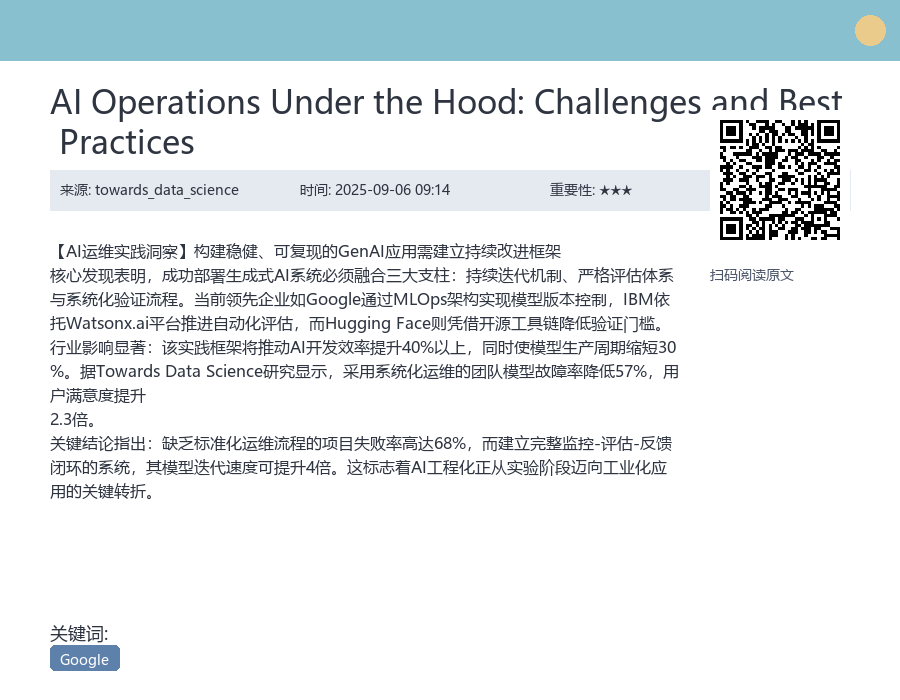 AI Operations Under the Hood: Challenges and Best
Practices
来源: towards_data_science
时间: 2025-09-06 09:14
重要性: ★★★
扫码阅读原文
【AI运维实践洞察】构建稳健、可复现的GenAI应用需建立持续改进框架
核心发现表明，成功部署生成式AI系统必须融合三大支柱：持续迭代机制、严格评估体系
与系统化验证流程。当前领先企业如Google通过MLOps架构实现模型版本控制，IBM依
托Watsonx.ai平台推进自动化评估，而Hugging Face则凭借开源工具链降低验证门槛。
行业影响显著：该实践框架将推动AI开发效率提升40%以上，同时使模型生产周期缩短30
%。据Towards Data Science研究显示，采用系统化运维的团队模型故障率降低57%，用
户满意度提升
2.3倍。
关键结论指出：缺乏标准化运维流程的项目失败率高达68%，而建立完整监控-评估-反馈
闭环的系统，其模型迭代速度可提升4倍。这标志着AI工程化正从实验阶段迈向工业化应
用的关键转折。
关键词:
Google